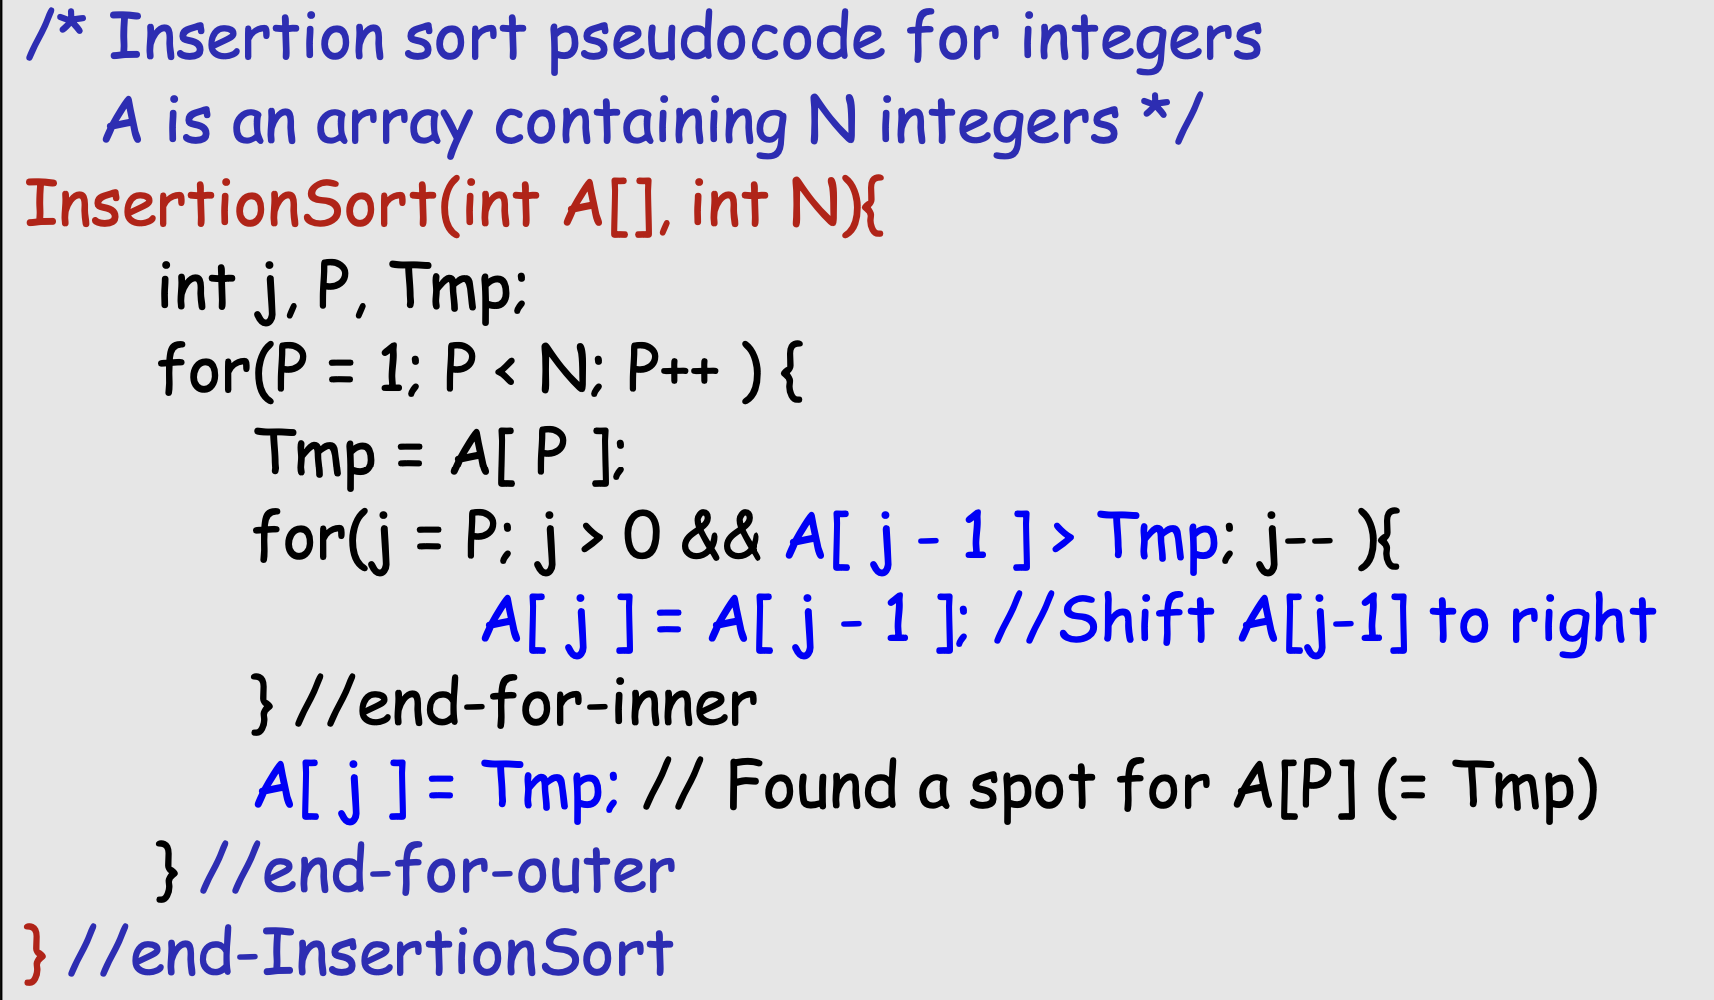 /* Insertion sort pseudocode for integers
A is an array containing N integers */
InsertionSort(int A[], int N){
int j, P, Tmp;
for(P = 1; P < N; P++ ) {
Tmp = A[ P ];
for(j = P; j > 0 && A[ j - 1 ] > Tmp; j-- ){
A[ j ] = A[ j - 1 ]; //Shift A[j-1] to right
} //end-for-inner
A[ j ] = Tmp; // Found a spot for A[P] (= Tmp)
} //end-for-outer
} //end-InsertionSort